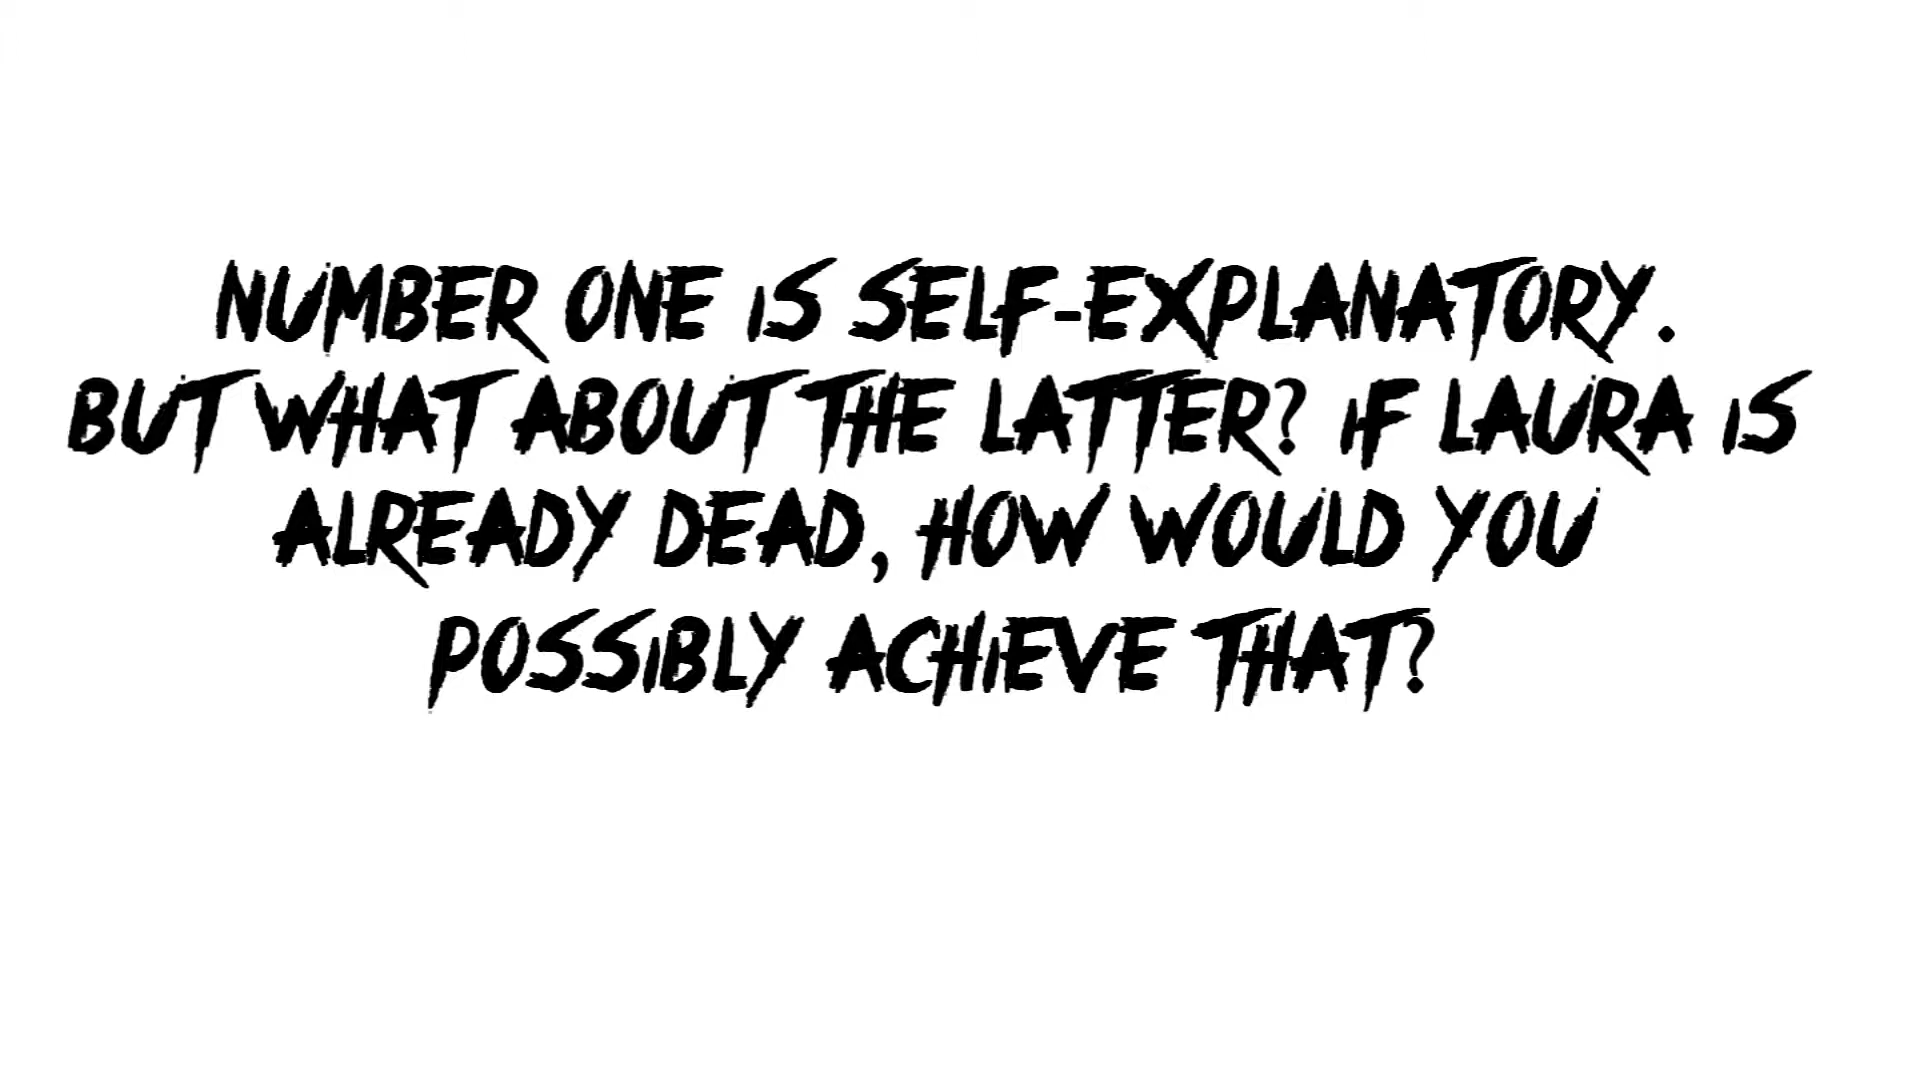 NUMBER ONE IS SELF-EXPLANATORY.
BUT WHAT ABOUT THE LATTER? IF LAURA IS
ALREADY DEAD, HOW WOULD YOU
POSSIBLY ACHIEVE THAT?